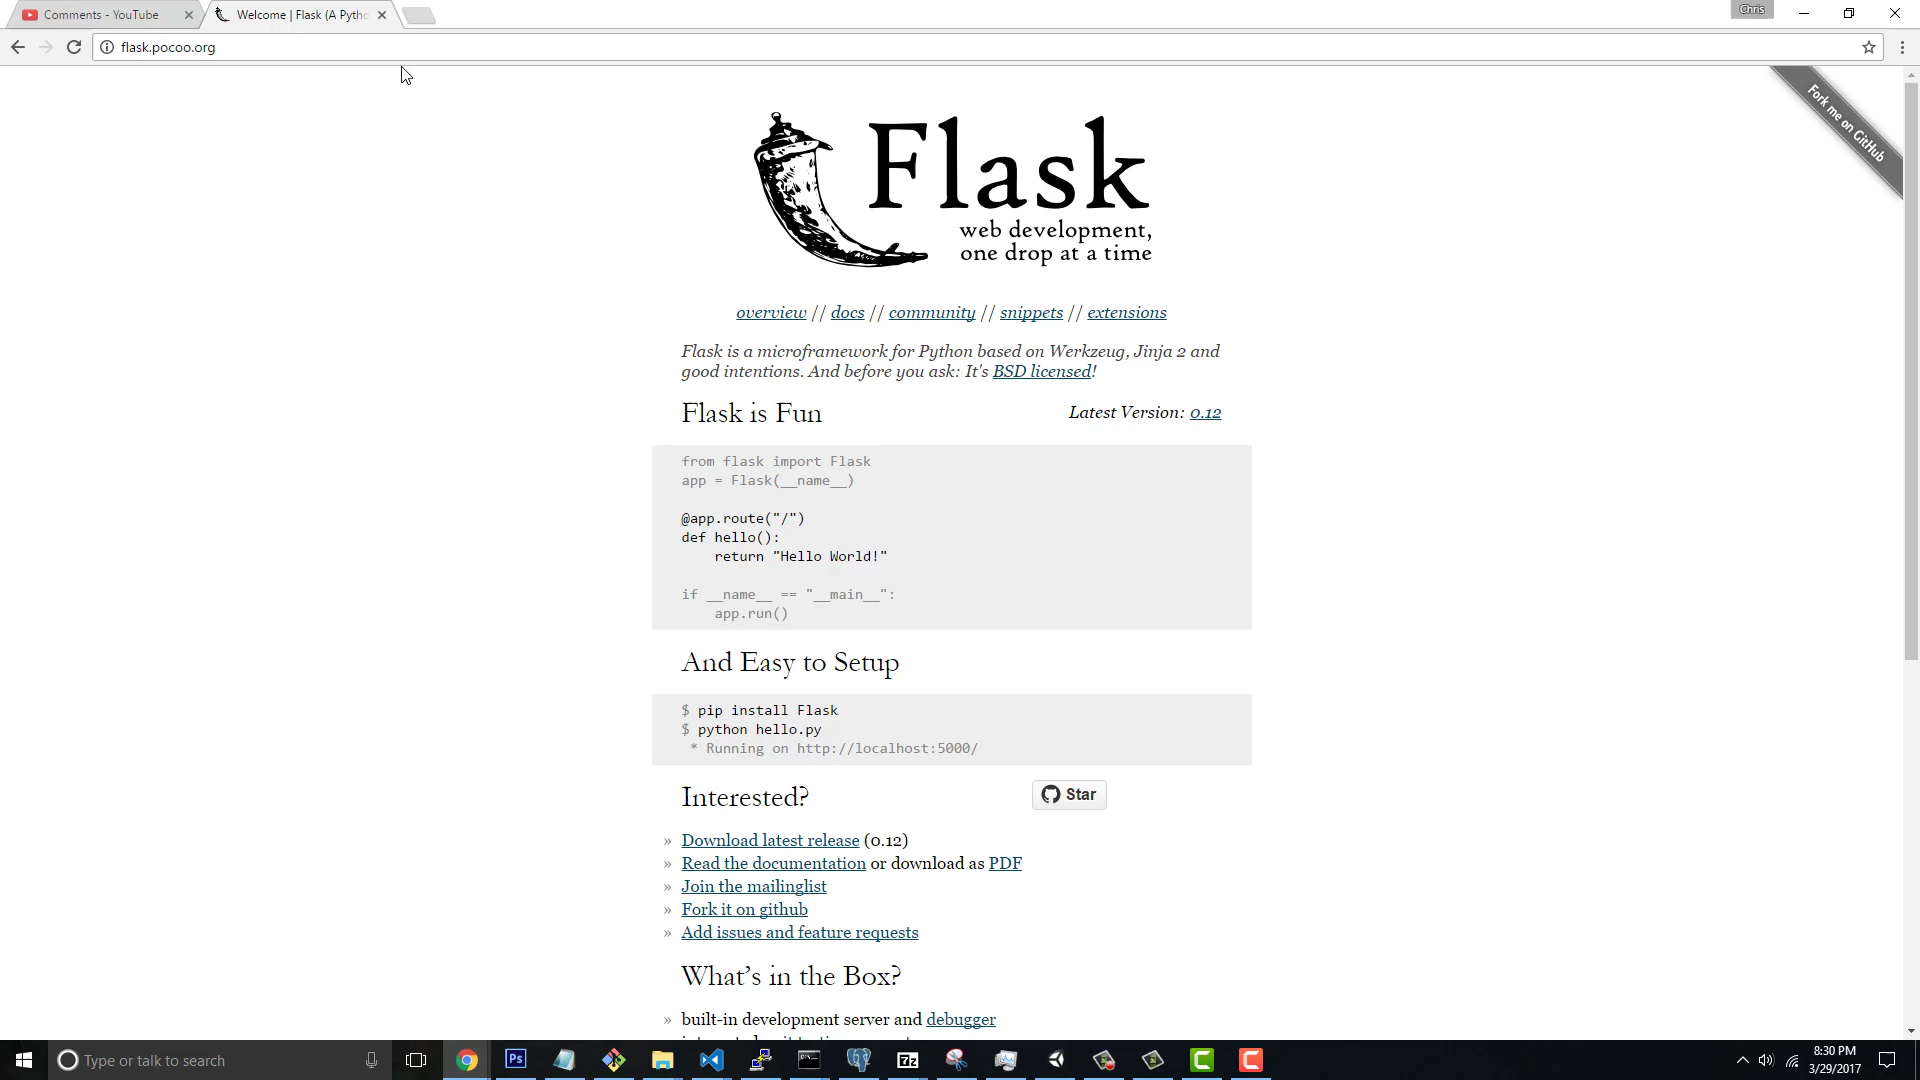 Comments - YouTube
Welcome | Flask (A Pytho
Chris
flask.pocoo.org
Fork me on GitHub
Flask
web development,
one drop at a time
overview // docs // community // snippets // extensions
Flask is a microframework for Python based on Werkzeug, Jinja 2 and
good intentions. And before you ask: It's BSD licensed!
Flask is Fun
Latest Version: 0.12
from flask import Flask
app = Flask(__name__)
@app.route("/")
def hello():
    return "Hello World!"
if __name__ == "__main__":
    app.run()
And Easy to Setup
$ pip install Flask
$ python hello.py
 * Running on http://localhost:5000/
Interested?
Star
» Download latest release (0.12)
» Read the documentation or download as PDF
» Join the mailinglist
» Fork it on github
» Add issues and feature requests
What's in the Box?
» built-in development server and debugger
Type or talk to search
Ps
7z
8:30 PM
3/29/2017